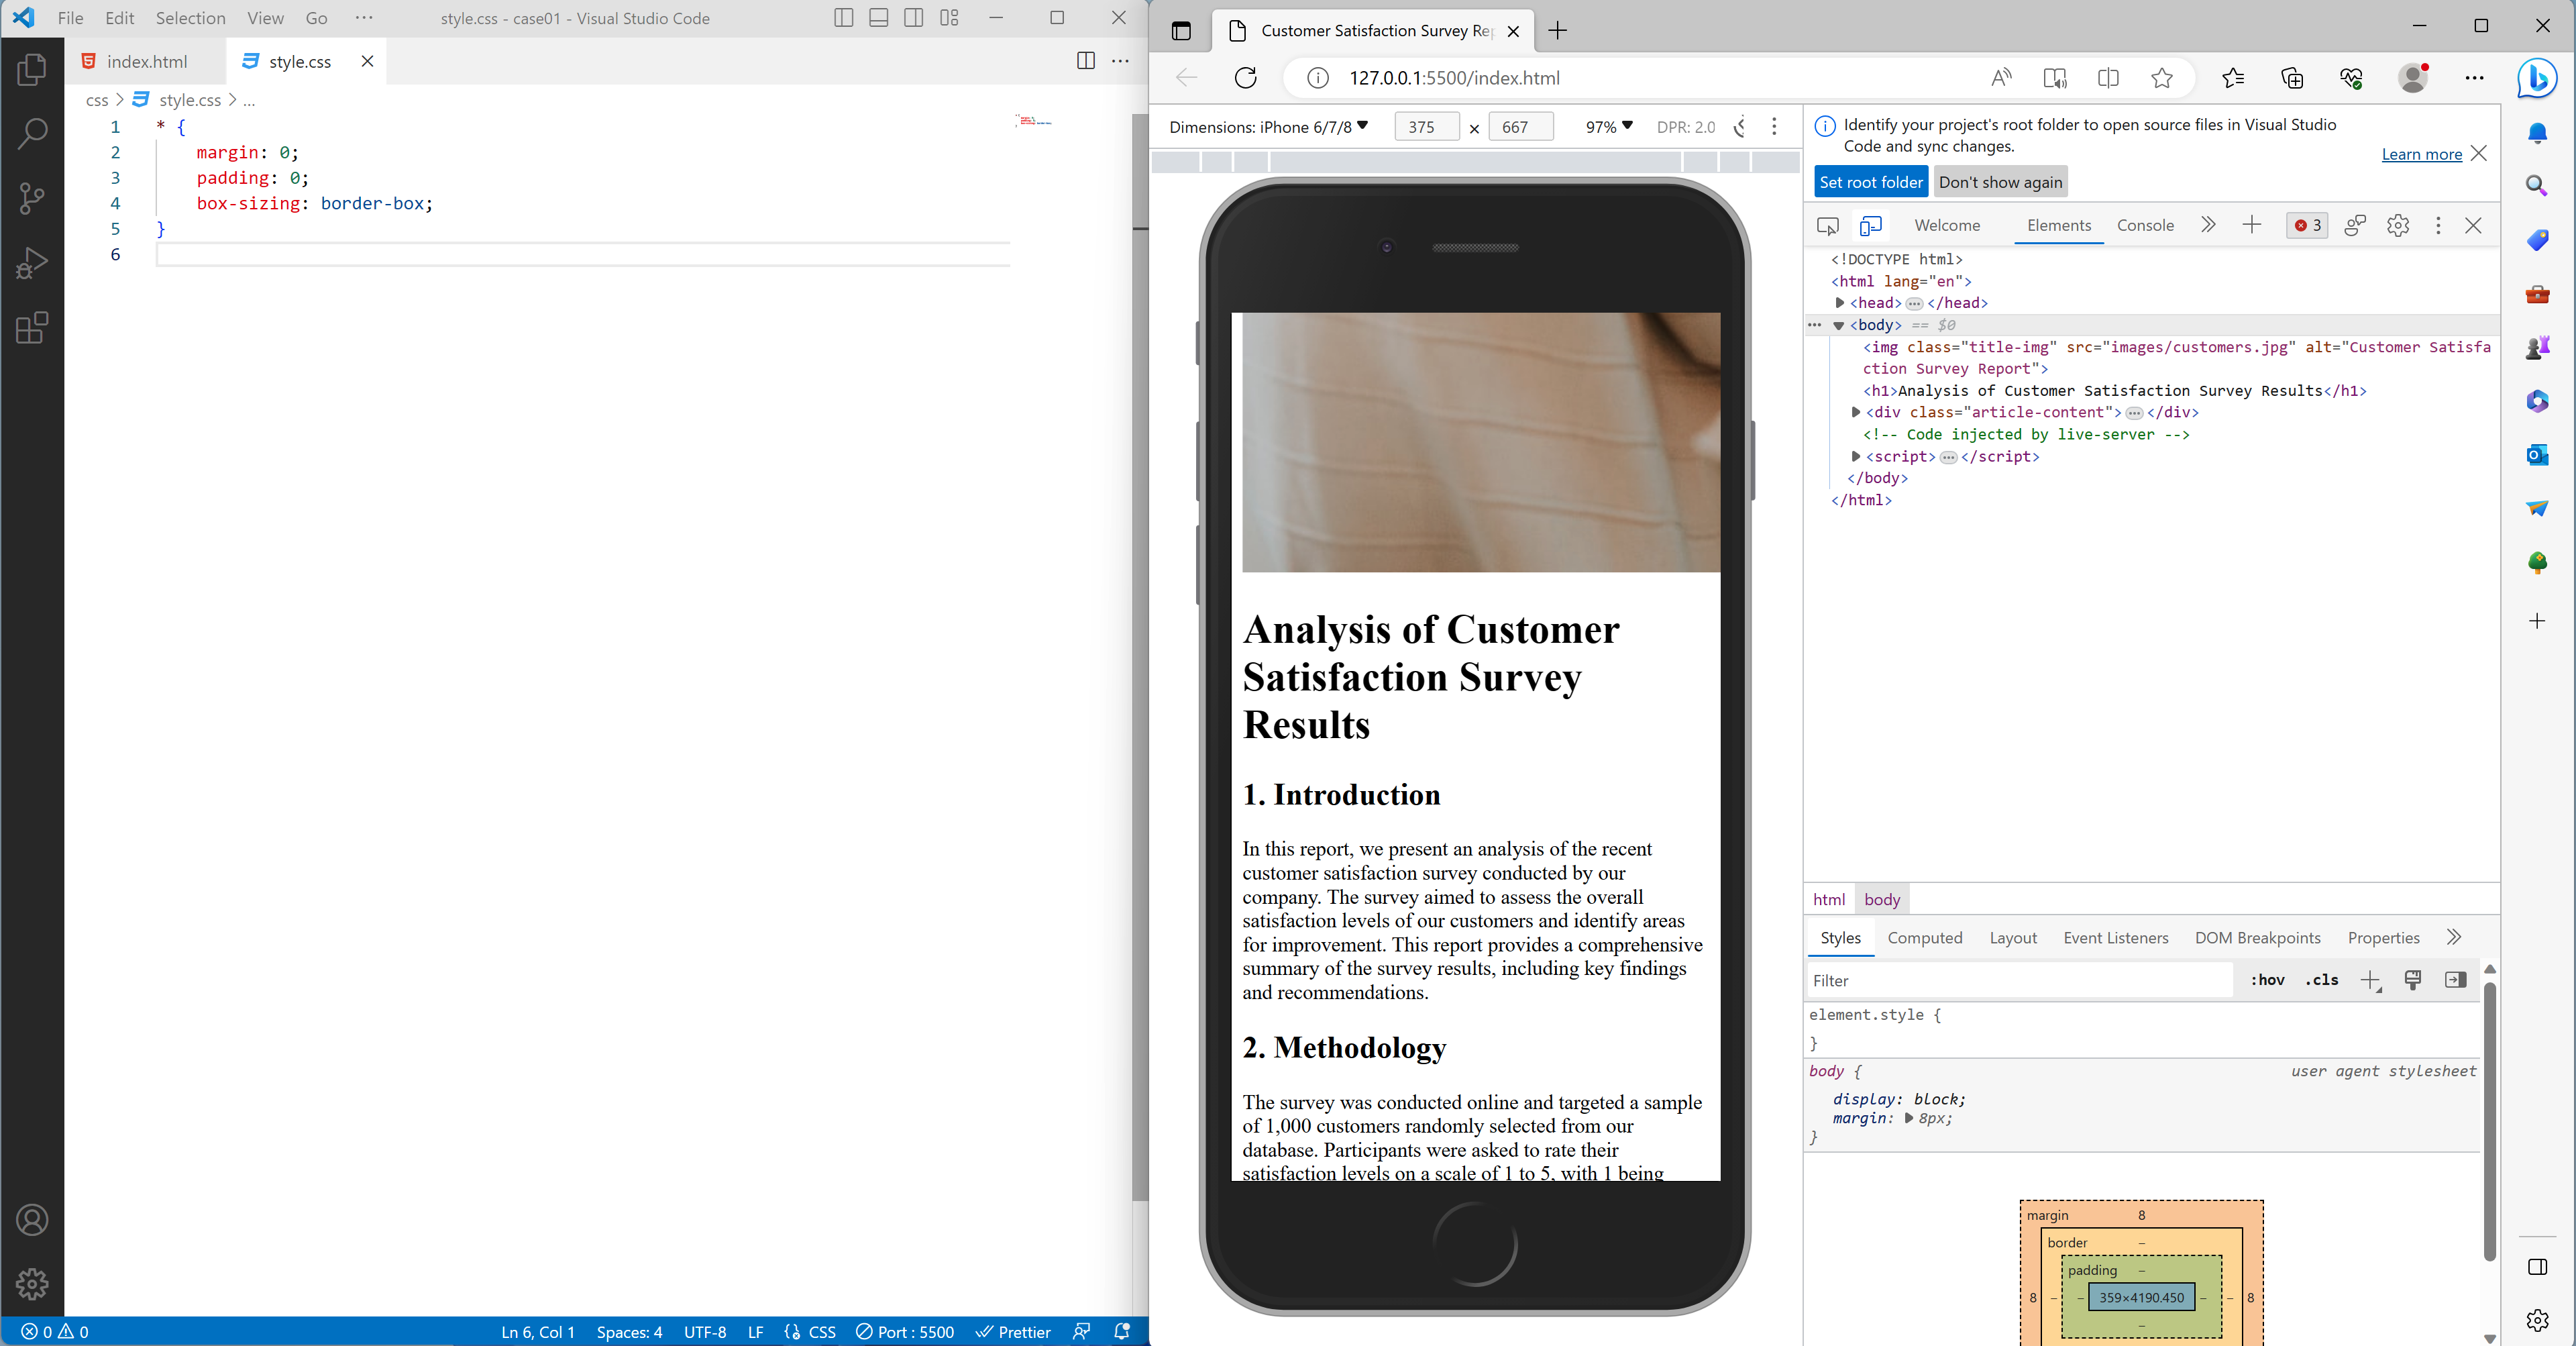 File Edit Selection View Go ··· style.css - case01 - Visual Studio Code
index.html style.css
css > style.css > ...
1 * {
2 margin: 0;
3 padding: 0;
4 box-sizing: border-box;
5 }
6
0 0 Ln 6, Col 1 Spaces: 4 UTF-8 LF CSS Port : 5500 Prettier
Customer Satisfaction Survey Rep
127.0.0.1:5500/index.html
Dimensions: iPhone 6/7/8 375 × 667 97% DPR: 2.0
Analysis of Customer
Satisfaction Survey
Results
1. Introduction
In this report, we present an analysis of the recent
customer satisfaction survey conducted by our
company. The survey aimed to assess the overall
satisfaction levels of our customers and identify areas
for improvement. This report provides a comprehensive
summary of the survey results, including key findings
and recommendations.
2. Methodology
The survey was conducted online and targeted a sample
of 1,000 customers randomly selected from our
database. Participants were asked to rate their
satisfaction levels on a scale of 1 to 5, with 1 being
Identify your project's root folder to open source files in Visual Studio
Code and sync changes.
Learn more
Set root folder Don't show again
Welcome Elements Console 3
<!DOCTYPE html>
<html lang="en">
<head> ··· </head>
··· <body> == $0
<img class="title-img" src="images/customers.jpg" alt="Customer Satisfa
ction Survey Report">
<h1>Analysis of Customer Satisfaction Survey Results</h1>
<div class="article-content"> ··· </div>
<!-- Code injected by live-server -->
<script> ··· </script>
</body>
</html>
html body
Styles Computed Layout Event Listeners DOM Breakpoints Properties
Filter :hov .cls
element.style {
}
body { user agent stylesheet
display: block;
margin: 8px;
}
margin 8
border –
padding –
8 – – 359×4190.450 – – 8
–